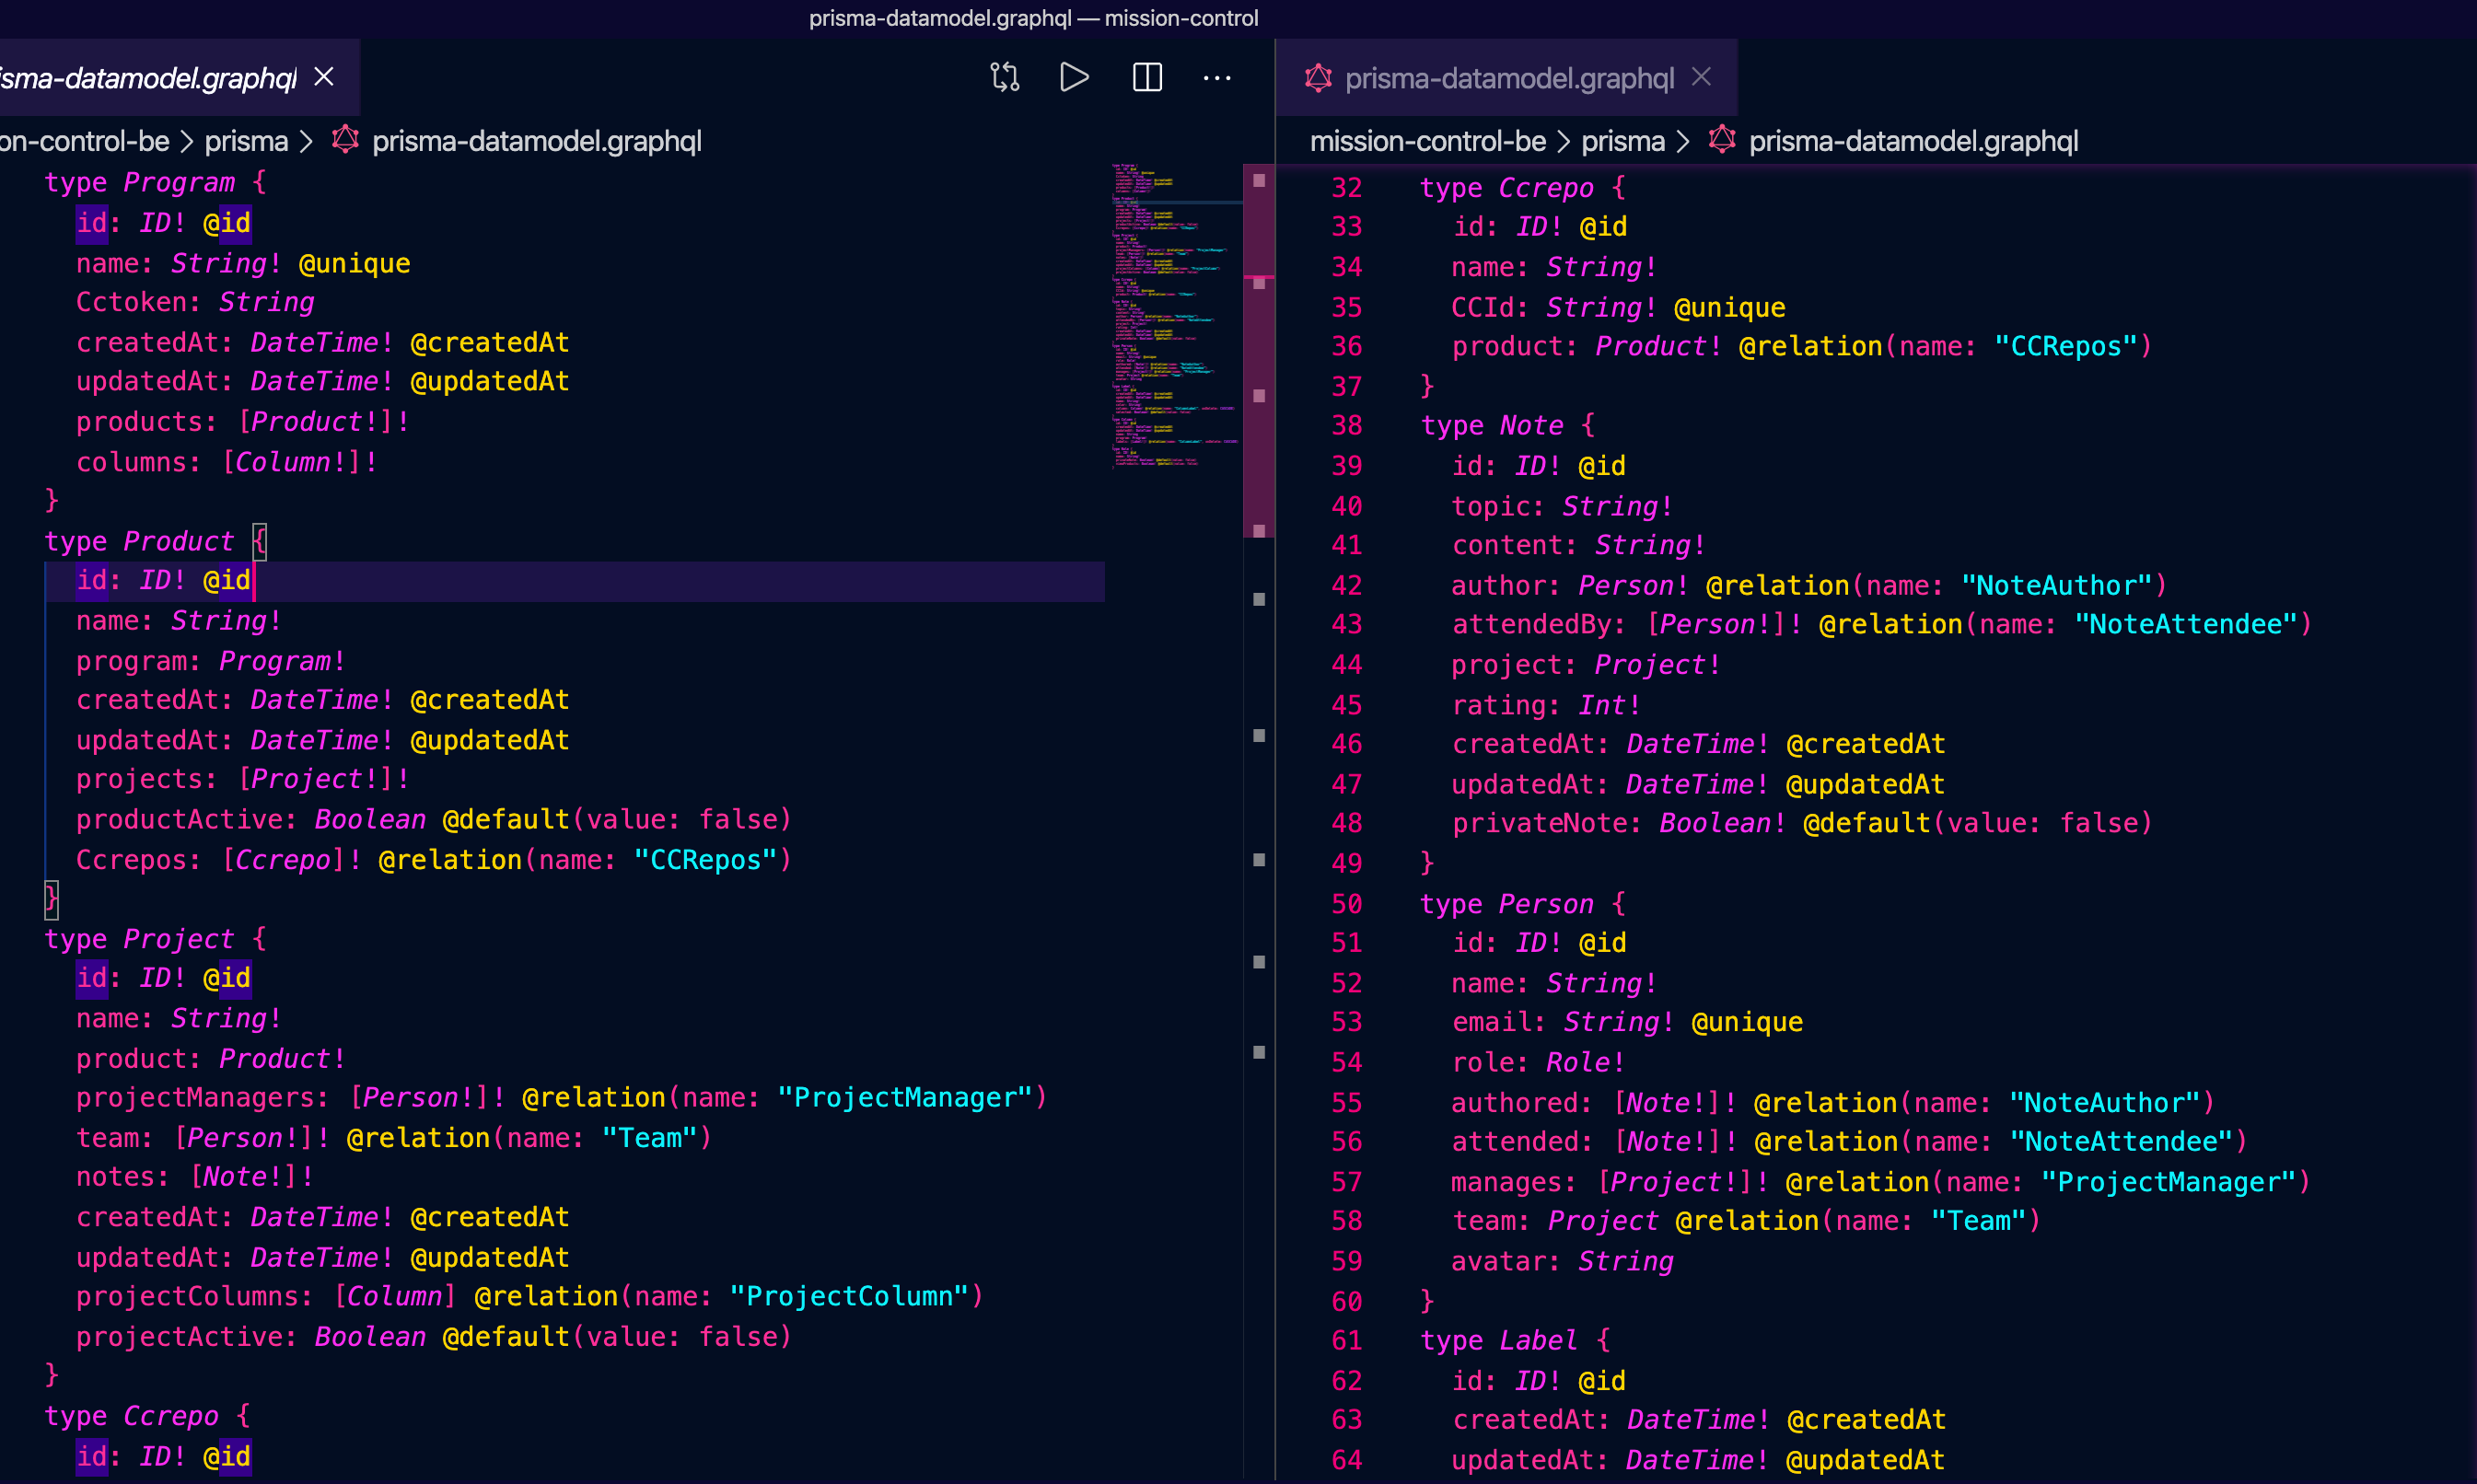 prisma-datamodel.graphql — mission-control
isma-datamodel.graphql
on-control-be > prisma > prisma-datamodel.graphql
type Program {
  id: ID! @id
  name: String! @unique
  Cctoken: String
  createdAt: DateTime! @createdAt
  updatedAt: DateTime! @updatedAt
  products: [Product!]!
  columns: [Column!]!
}
type Product {
  id: ID! @id
  name: String!
  program: Program!
  createdAt: DateTime! @createdAt
  updatedAt: DateTime! @updatedAt
  projects: [Project!]!
  productActive: Boolean @default(value: false)
  Ccrepos: [Ccrepo]! @relation(name: "CCRepos")
}
type Project {
  id: ID! @id
  name: String!
  product: Product!
  projectManagers: [Person!]! @relation(name: "ProjectManager")
  team: [Person!]! @relation(name: "Team")
  notes: [Note!]!
  createdAt: DateTime! @createdAt
  updatedAt: DateTime! @updatedAt
  projectColumns: [Column] @relation(name: "ProjectColumn")
  projectActive: Boolean @default(value: false)
}
type Ccrepo {
  id: ID! @id
prisma-datamodel.graphql
mission-control-be > prisma > prisma-datamodel.graphql
32 type Ccrepo {
33   id: ID! @id
34   name: String!
35   CCId: String! @unique
36   product: Product! @relation(name: "CCRepos")
37 }
38 type Note {
39   id: ID! @id
40   topic: String!
41   content: String!
42   author: Person! @relation(name: "NoteAuthor")
43   attendedBy: [Person!]! @relation(name: "NoteAttendee")
44   project: Project!
45   rating: Int!
46   createdAt: DateTime! @createdAt
47   updatedAt: DateTime! @updatedAt
48   privateNote: Boolean! @default(value: false)
49 }
50 type Person {
51   id: ID! @id
52   name: String!
53   email: String! @unique
54   role: Role!
55   authored: [Note!]! @relation(name: "NoteAuthor")
56   attended: [Note!]! @relation(name: "NoteAttendee")
57   manages: [Project!]! @relation(name: "ProjectManager")
58   team: Project @relation(name: "Team")
59   avatar: String
60 }
61 type Label {
62   id: ID! @id
63   createdAt: DateTime! @createdAt
64   updatedAt: DateTime! @updatedAt